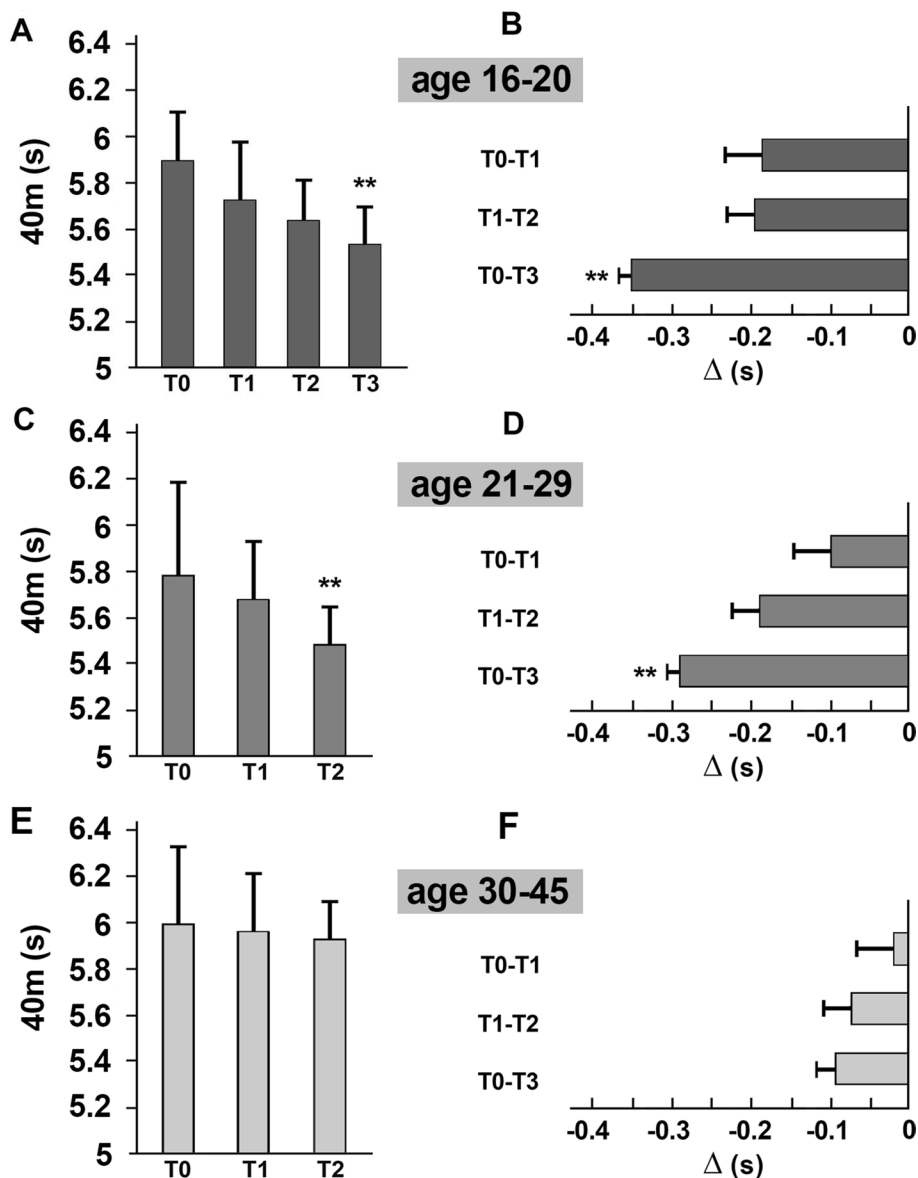 A
B
age 16-20
40m (s)
6.4
6.2
6
5.8
5.6
5.4
5.2
5
**
T0 T1 T2 T3
T0-T1
T1-T2
T0-T3
**
-0.4 -0.3 -0.2 -0.1 0
Δ (s)
C
D
age 21-29
40m (s)
6.4
6.2
6
5.8
5.6
5.4
5.2
5
**
T0 T1 T2
T0-T1
T1-T2
T0-T3
**
-0.4 -0.3 -0.2 -0.1 0
Δ (s)
E
F
age 30-45
40m (s)
6.4
6.2
6
5.8
5.6
5.4
5.2
5
T0 T1 T2
T0-T1
T1-T2
T0-T3
-0.4 -0.3 -0.2 -0.1 0
Δ (s)